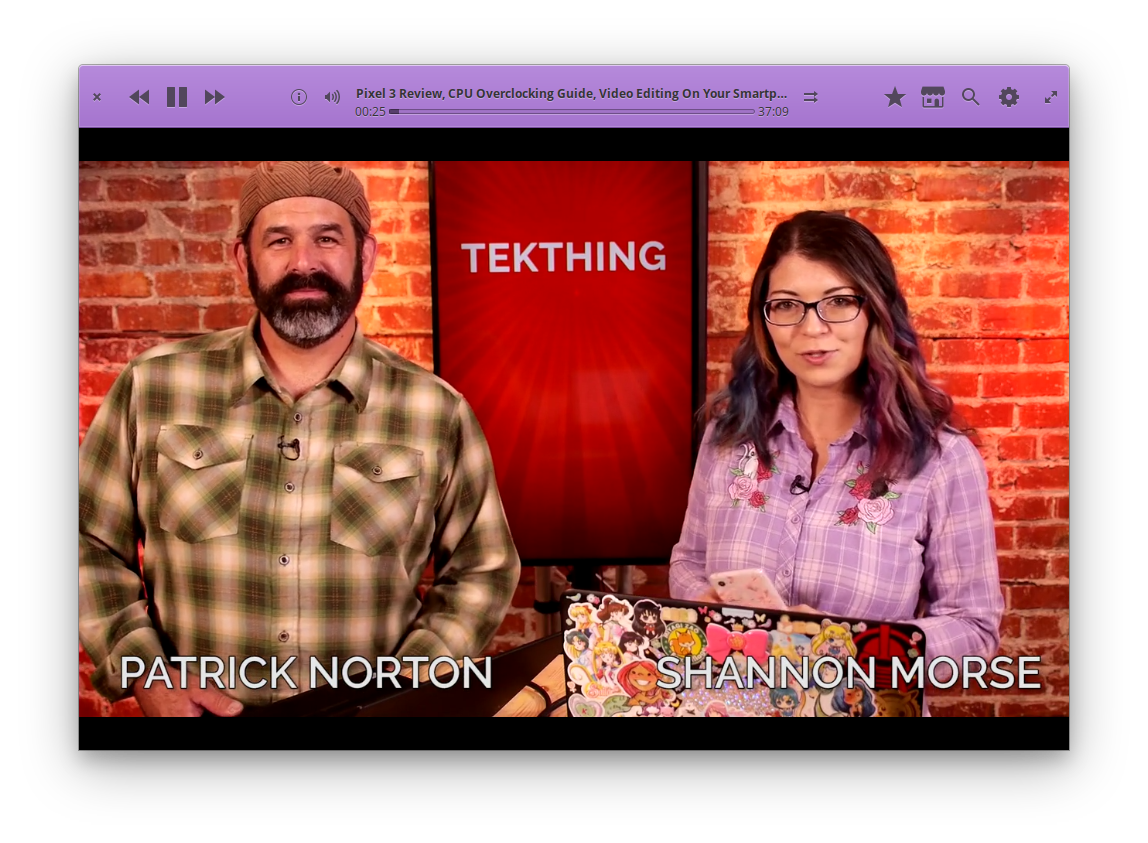 Pixel 3 Review, CPU Overclocking Guide, Video Editing On Your Smartp...
00:25 37:09
TEKTHING
PATRICK NORTON
SHANNON MORSE